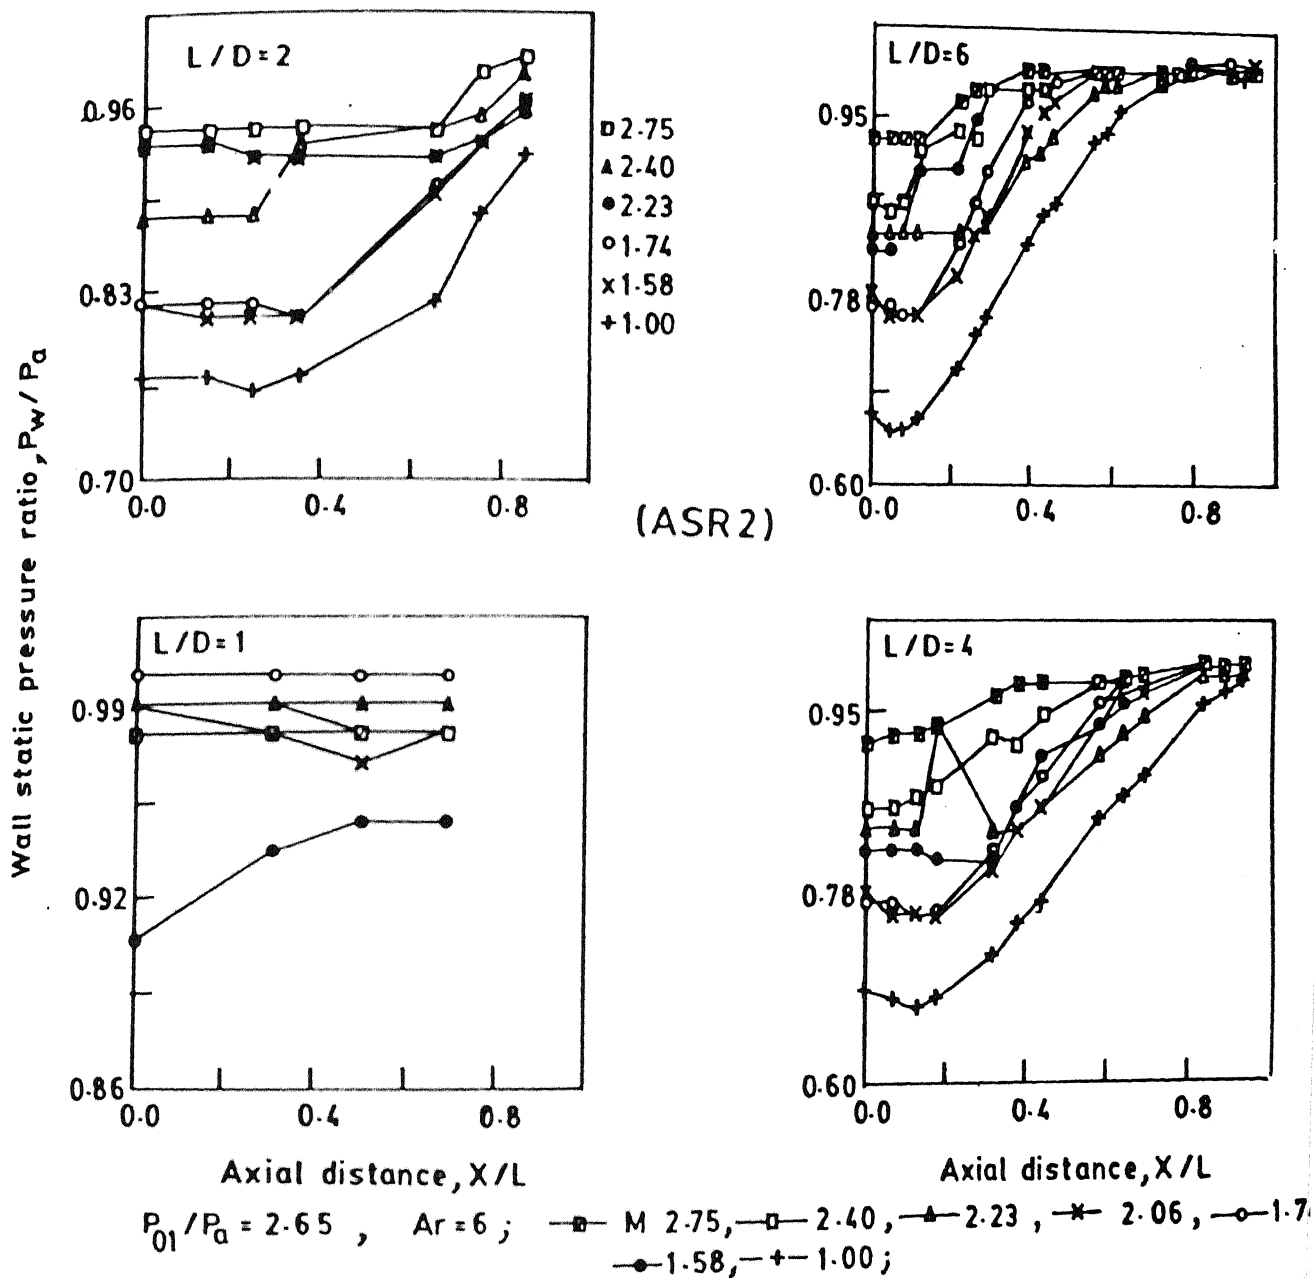 L/D=2
0.96
0.83
0.70
0.0 0.4 0.8
2.75
2.40
2.23
1.74
1.58
1.00
L/D=6
0.95
0.78
0.60
0.0 0.4 0.8
(ASR2)
Wall static pressure ratio, Pw/Pa
L/D=1
0.99
0.92
0.86
0.0 0.4 0.8
Axial distance, X/L
L/D=4
0.95
0.78
0.60
0.0 0.4 0.8
Axial distance, X/L
P01/Pa = 2.65 , Ar=6 ; M 2.75, 2.40, 2.23 , 2.06 , 1.7
1.58, 1.00 ;